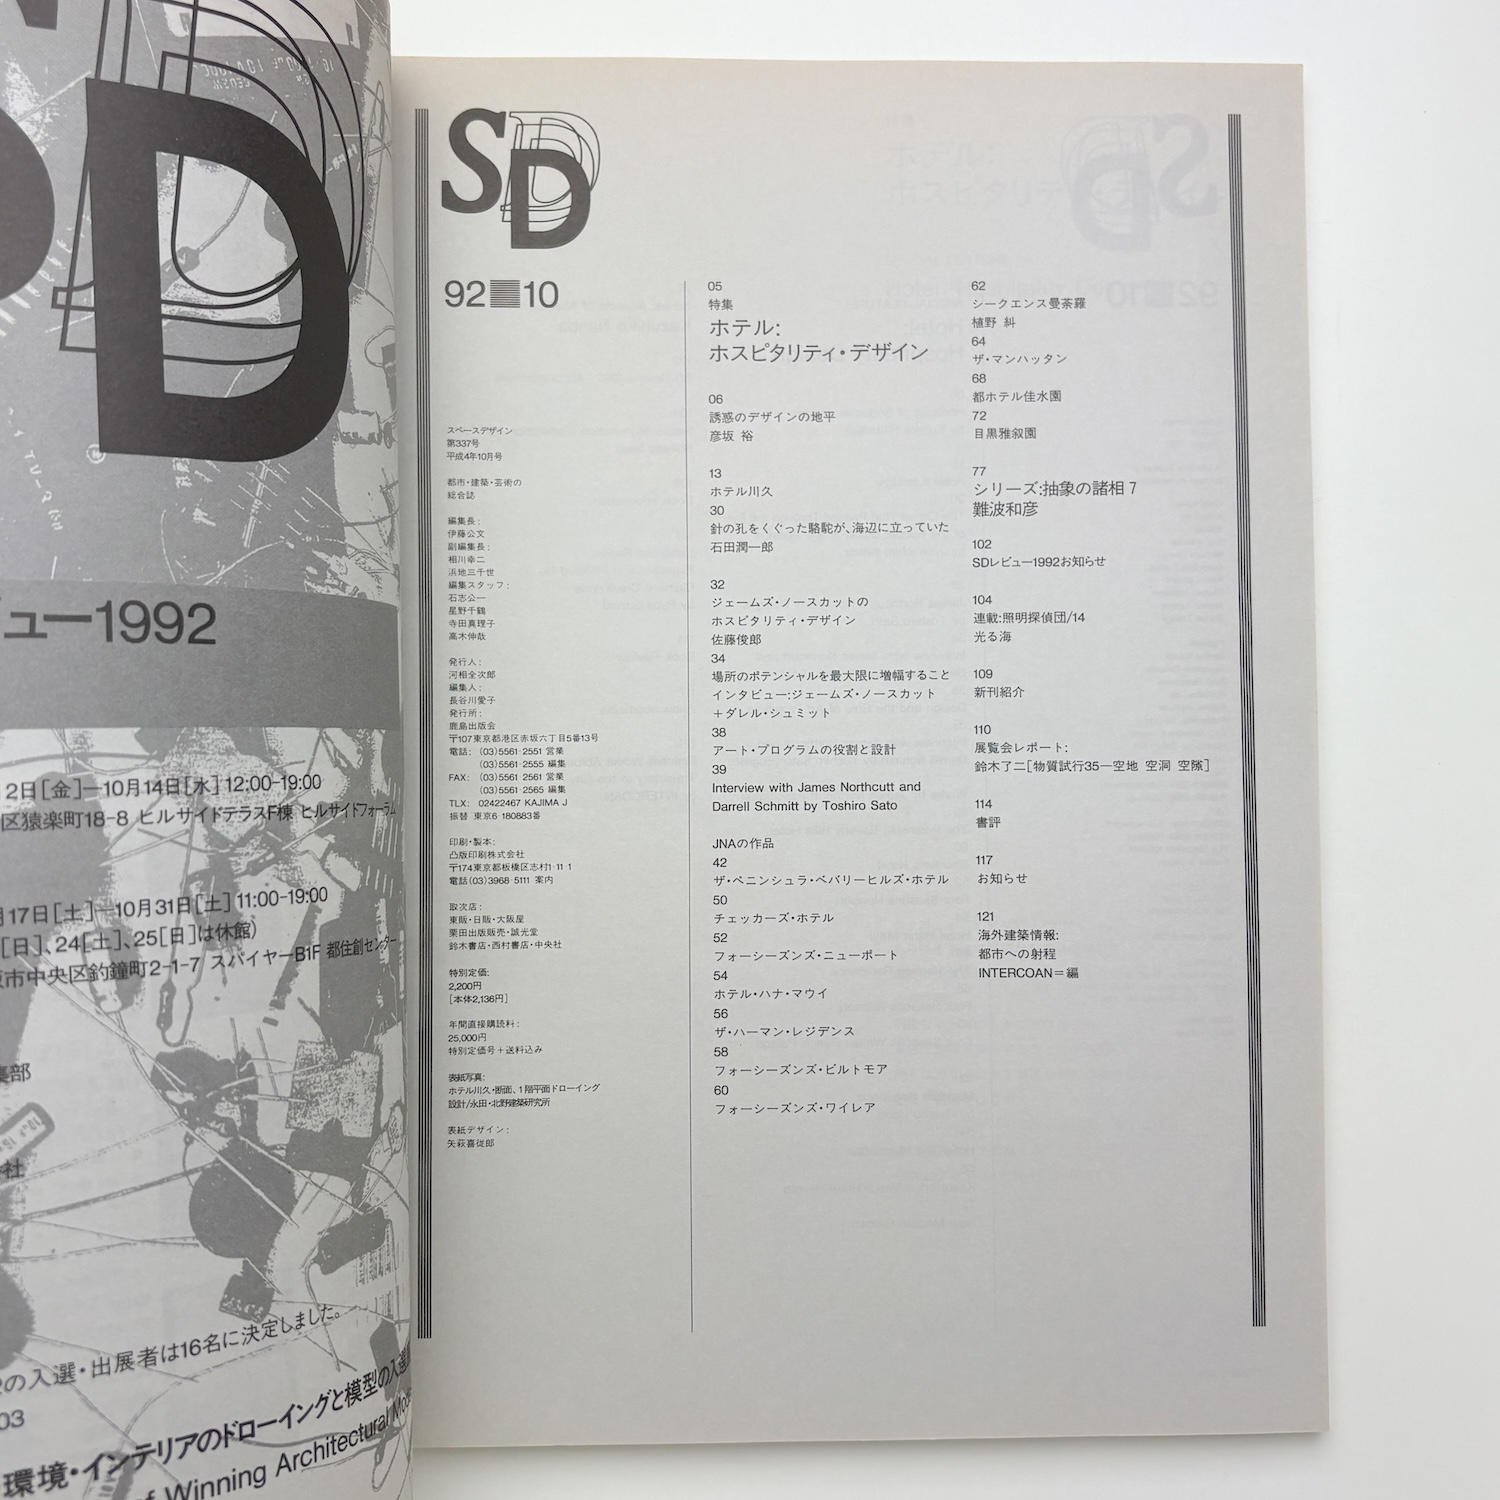 SD
92 10
スペースデザイン
第337号
平成4年10月号
都市・建築・芸術の
総合誌
編集長:
伊藤公文
副編集長:
相川幸二
浜地三千世
編集スタッフ:
石志公一
星野千鶴
寺田真理子
高木伸哉
発行人:
河相全次郎
編集人:
長谷川愛子
発行所:
鹿島出版会
〒107東京都港区赤坂六丁目5番13号
電話: (03)5561-2551 営業
(03)5561-2555 編集
FAX: (03)5561 2561 営業
(03)5561-2565 編集
TLX: 02422467 KAJIMA J
振替 東京6-180883番
印刷・製本:
凸版印刷株式会社
〒174東京都板橋区志村1-11-1
電話(03)3968-5111 案内
取次店:
東販・日販・大阪屋
栗田出版販売・誠光堂
鈴木書店・西村書店・中央社
特別定価:
2,200円
[本体2,136円]
年間直接購読料:
25,000円
特別定価号＋送料込み
表紙写真:
ホテル川久・断面、1階平面ドローイング
設計/永田・北野建築研究所
表紙デザイン:
矢萩喜従郎
05
特集
ホテル:
ホスピタリティ・デザイン
06
誘惑のデザインの地平
彦坂 裕
13
ホテル川久
30
針の孔をくぐった駱駝が、海辺に立っていた
石田潤一郎
32
ジェームズ・ノースカットの
ホスピタリティ・デザイン
佐藤俊郎
34
場所のポテンシャルを最大限に増幅すること
インタビュー:ジェームズ・ノースカット
＋ダレル・シュミット
38
アート・プログラムの役割と設計
39
Interview with James Northcutt and
Darrell Schmitt by Toshiro Sato
JNAの作品
42
ザ・ペニンシュラ・ベバリーヒルズ・ホテル
50
チェッカーズ・ホテル
52
フォーシーズンズ・ニューポート
54
ホテル・ハナ・マウイ
56
ザ・ハーマン・レジデンス
58
フォーシーズンズ・ビルトモア
60
フォーシーズンズ・ワイレア
62
シークエンス曼荼羅
植野 糾
64
ザ・マンハッタン
68
都ホテル佳水園
72
目黒雅叙園
77
シリーズ:抽象の諸相 7
難波和彦
102
SDレビュー1992お知らせ
104
連載:照明探偵団/14
光る海
109
新刊紹介
110
展覧会レポート:
鈴木了二[物質試行35—空地 空洞 空隙]
114
書評
117
お知らせ
121
海外建築情報:
都市への射程
INTERCOAN＝編
D
ュー1992
2日[金]—10月14日[水] 12:00-19:00
区猿楽町18-8 ヒルサイドテラスF棟 ヒルサイドフォーラム
月17日[土]—10月31日[土] 11:00-19:00
[日]、24[土]、25[日]は休館)
市中央区釣鐘町2-1-7 スパイヤーB1F 都住創センター
集部
社
の入選・出展者は16名に決定しました。
03
環境・インテリアのドローイングと模型の入選
of Winning Architectural